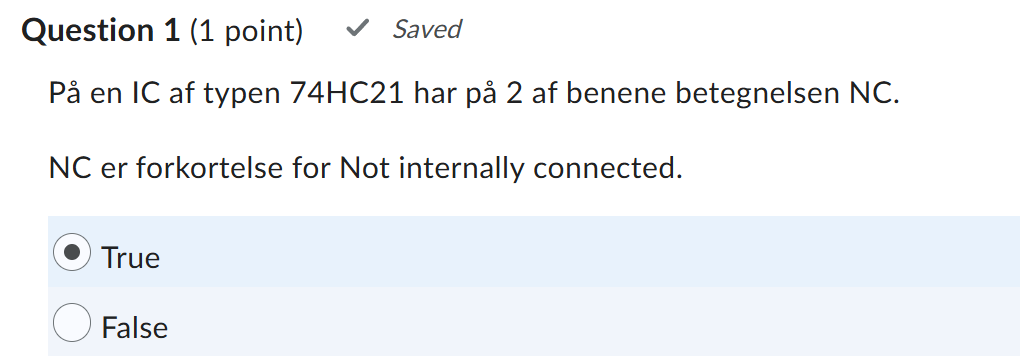 Question 1 (1 point) Saved
På en IC af typen 74HC21 har på 2 af benene betegnelsen NC.
NC er forkortelse for Not internally connected.
True
False